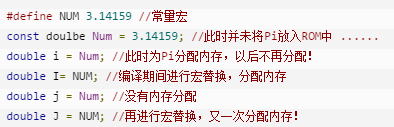 #define NUM 3.14159 //常量宏
const doulbe Num = 3.14159; //此时并未将Pi放入ROM中 ......
double i = Num; //此时为Pi分配内存，以后不再分配！
double I= NUM; //编译期间进行宏替换，分配内存
double j = Num; //没有内存分配
double J = NUM; //再进行宏替换，又一次分配内存！